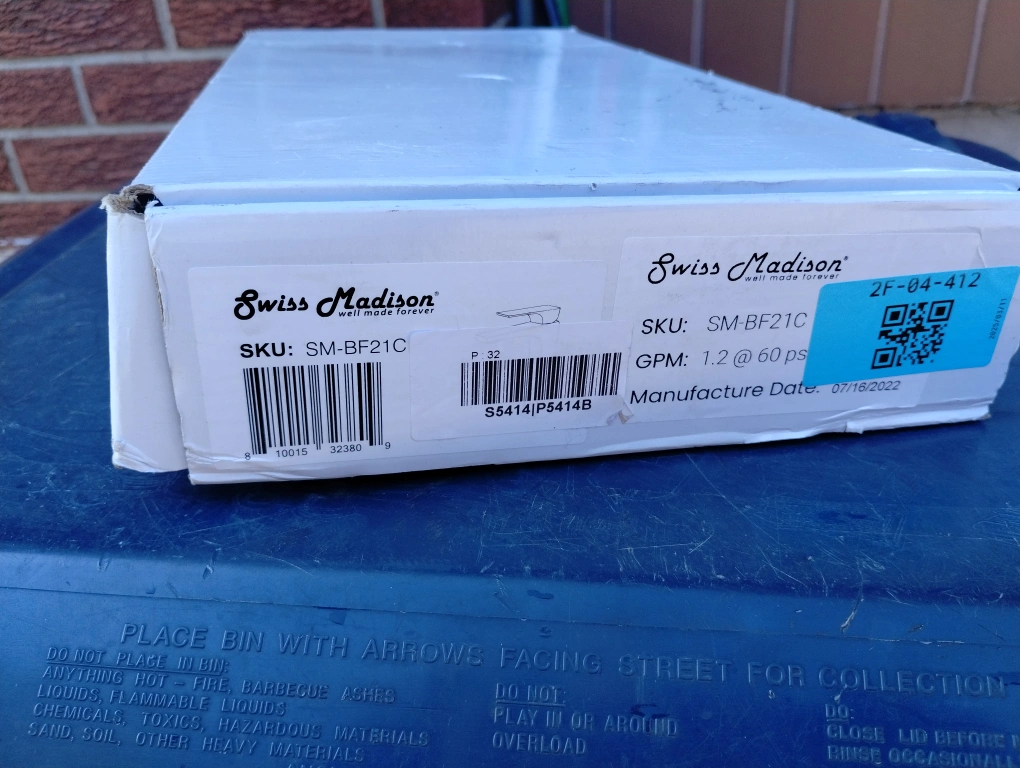 Swiss Madison®
well made forever
SKU: SM-BF21C
8 10015 32380 9
P 32
S5414|P5414B
Swiss Madison®
well made forever
SKU: SM-BF21C
GPM: 1.2 @ 60 ps
Manufacture Date: 07/16/2022
2F-04-412
PLACE BIN WITH ARROWS FACING STREET FOR COLLECTION
DO NOT PLACE IN BIN:
ANYTHING HOT – FIRE, BARBECUE ASHES
LIQUIDS, FLAMMABLE LIQUIDS
CHEMICALS, TOXICS, HAZARDOUS MATERIALS
SAND, SOIL, OTHER HEAVY MATERIALS
DO NOT:
PLAY IN OR AROUND
OVERLOAD
DO:
CLOSE LID BEFORE
RINSE OCCASIONALL